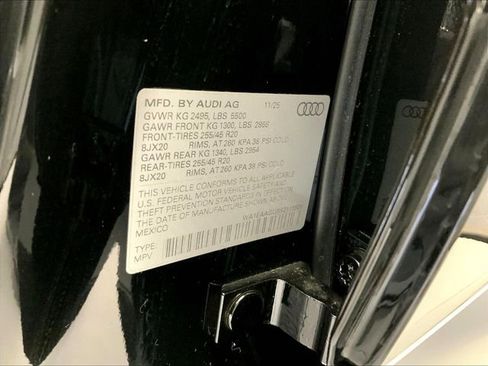 MFD. BY AUDI AG 11/25
GVWR KG 2495, LBS 5500
GAWR FRONT KG 1300, LBS 2866
FRONT-TIRES 255/45 R20
8JX20 RIMS, AT 260 KPA 38 PSI COLD
GAWR REAR KG 1340, LBS 2954
REAR-TIRES 255/45 R20
8JX20 RIMS, AT 260 KPA 38 PSI COLD
THIS VEHICLE CONFORMS TO ALL APPLICABLE
U.S. FEDERAL MOTOR VEHICLE SAFETY AND
THEFT PREVENTION STANDARDS IN EFFECT ON
THE DATE OF MANUFACTURE SHOWN ABOVE
MEXICO
TYPE:
MPV